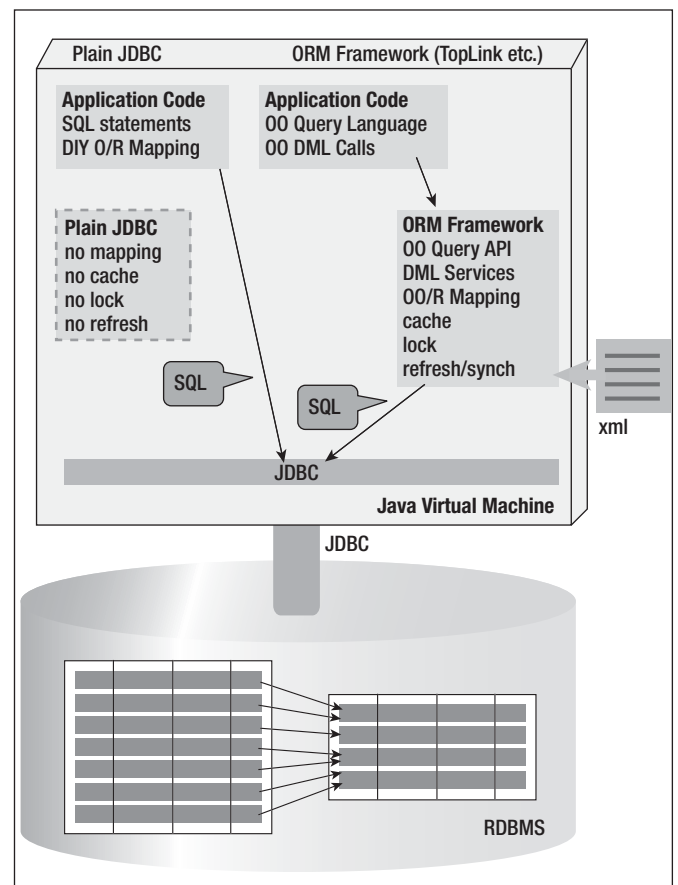 Plain JDBC
ORM Framework (TopLink etc.)
Application Code
SQL statements
DIY O/R Mapping
Application Code
OO Query Language
OO DML Calls
Plain JDBC
no mapping
no cache
no lock
no refresh
ORM Framework
OO Query API
DML Services
OO/R Mapping
cache
lock
refresh/synch
SQL
SQL
xml
JDBC
Java Virtual Machine
JDBC
RDBMS